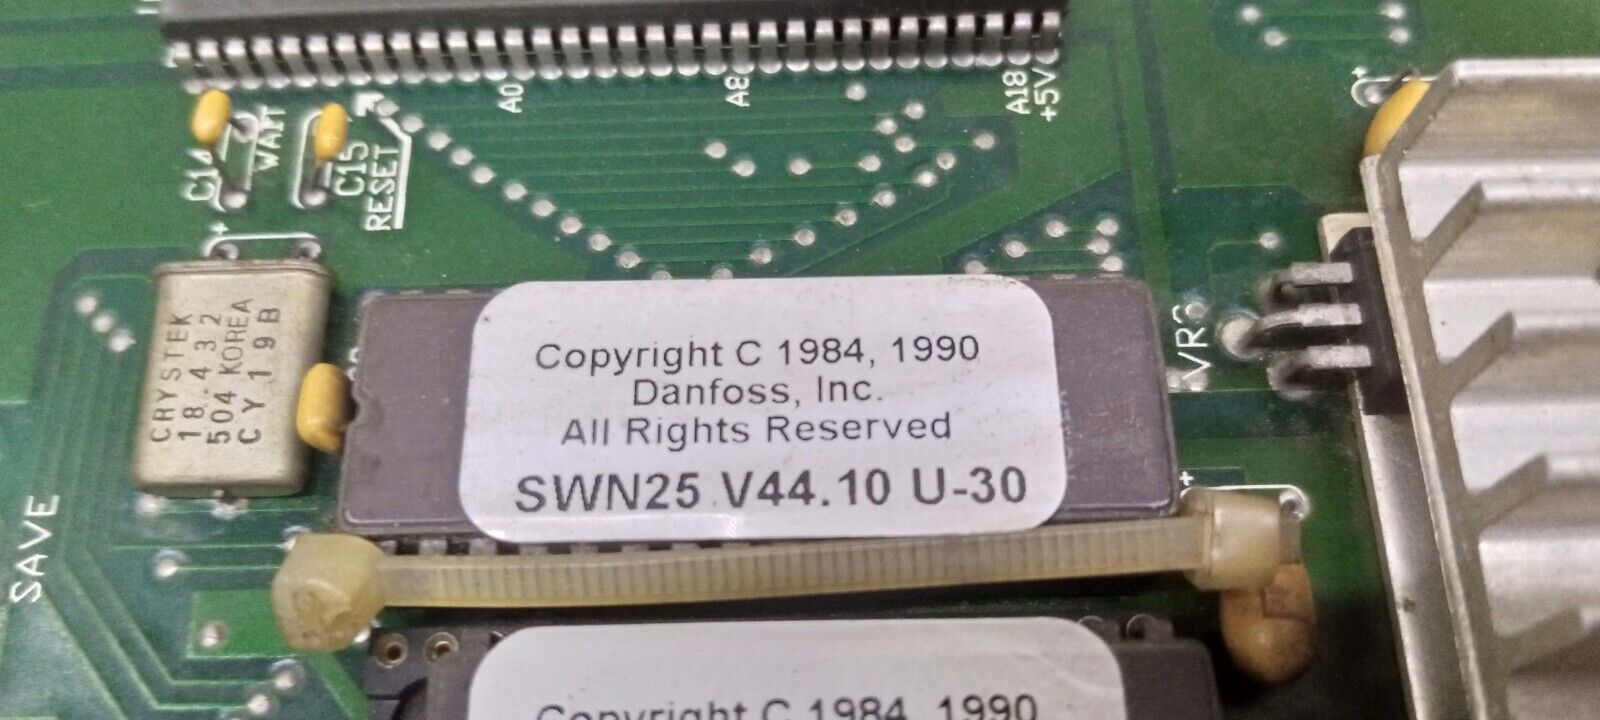 A0
A8
A18
+5V
C14
WAIT
C15
RESET
CRYSTEK
18.432
504 KOREA
CY19B
VR3
Copyright C 1984, 1990
Danfoss, Inc.
All Rights Reserved
SWN25 V44.10 U-30
SAVE
Copyright C 1984, 1990